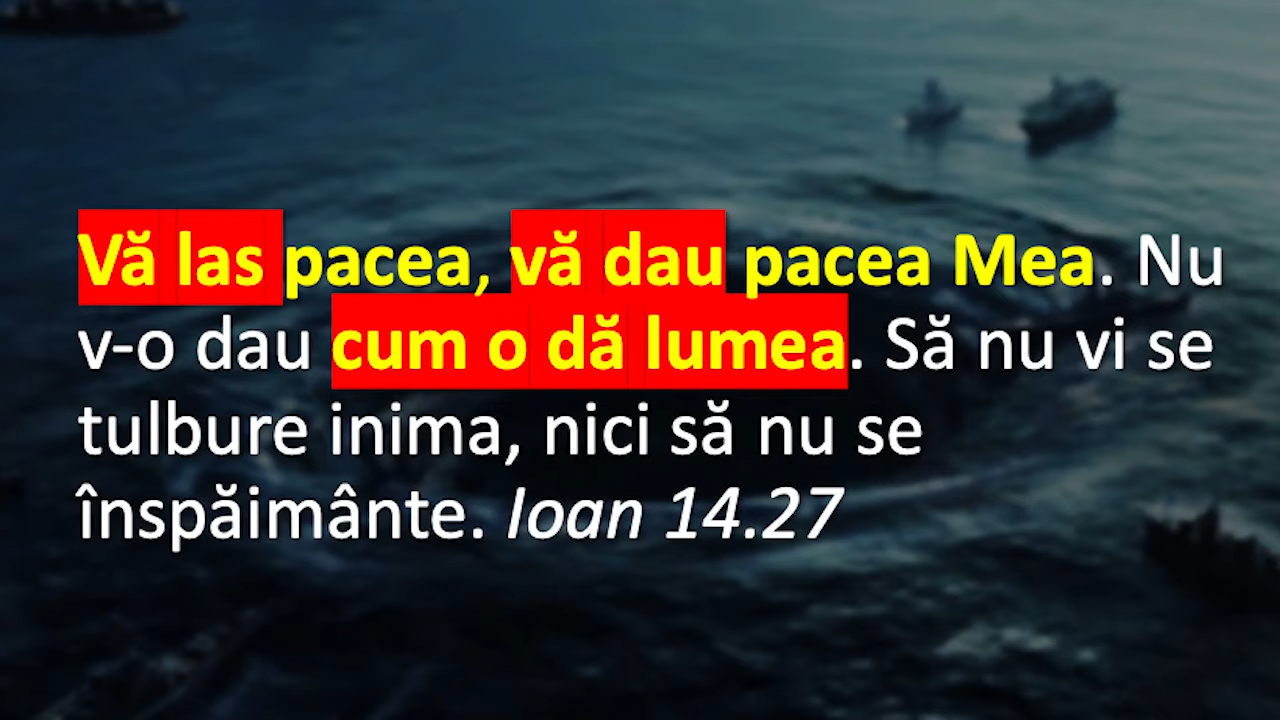 Vă las pacea, vă dau pacea Mea. Nu
v-o dau cum o dă lumea. Să nu vi se
tulbure inima, nici să nu se
înspăimânte. Ioan 14.27